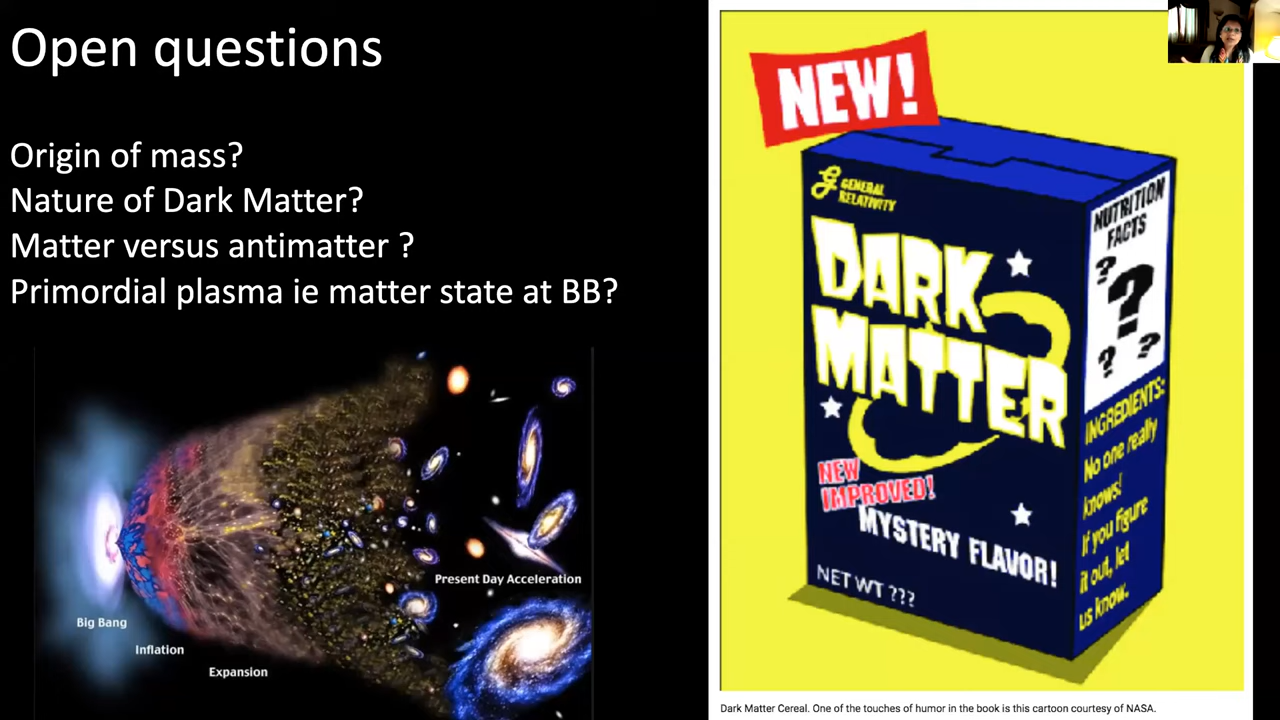 Open questions
Origin of mass?
Nature of Dark Matter?
Matter versus antimatter ?
Primordial plasma ie matter state at BB?
Big Bang
Inflation
Expansion
Present Day Acceleration
NEW!
G GENERAL
RELATIVITY
DARK
MATTER
NEW
IMPROVED!
MYSTERY FLAVOR!
NET WT ???
NUTRITION
FACTS
?
?
?
?
INGREDIENTS:
No one really
knows!
If you figure
it out, let
us know.
Dark Matter Cereal. One of the touches of humor in the book is this cartoon courtesy of NASA.